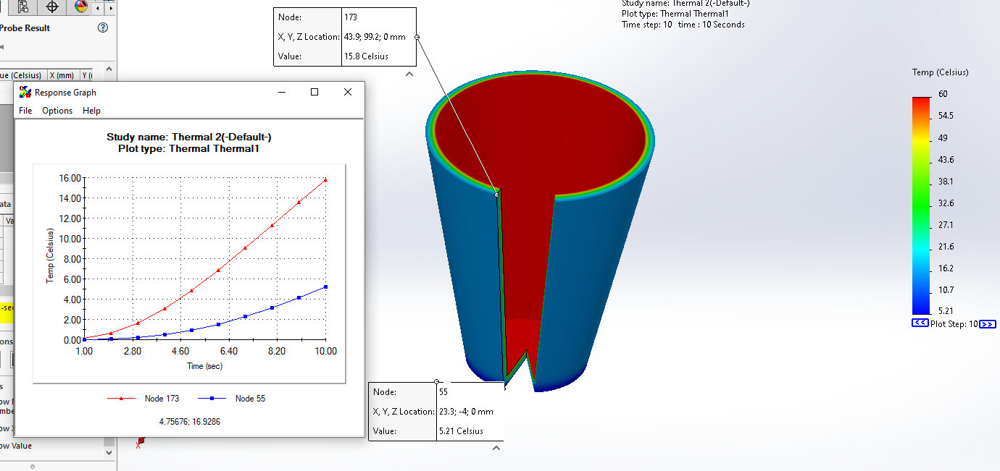 Probe Result
ue (Celsius) X (mm) Y (
Node: 173
X, Y, Z Location: 43.9; 99.2; 0 mm
Value: 15.8 Celsius
Study name: Thermal 2(-Default-)
Plot type: Thermal Thermal1
Time step: 10 time : 10 Seconds
Temp (Celsius)
60
54.5
49
43.6
38.1
32.6
27.1
21.6
16.2
10.7
5.21
<< Plot Step: 10 >>
Response Graph
File Options Help
Study name: Thermal 2(-Default-)
Plot type: Thermal Thermal1
Temp (Celsius)
16.00
14.00
12.00
10.00
8.00
6.00
4.00
2.00
0.00
1.00 2.80 4.60 6.40 8.20 10.00
Time (sec)
Node 173 Node 55
4.75676; 16.9286
Node: 55
X, Y, Z Location: 23.3; -4; 0 mm
Value: 5.21 Celsius
ata
Va
-sec
ons
s
ow
mbe
ow
ow Value
X